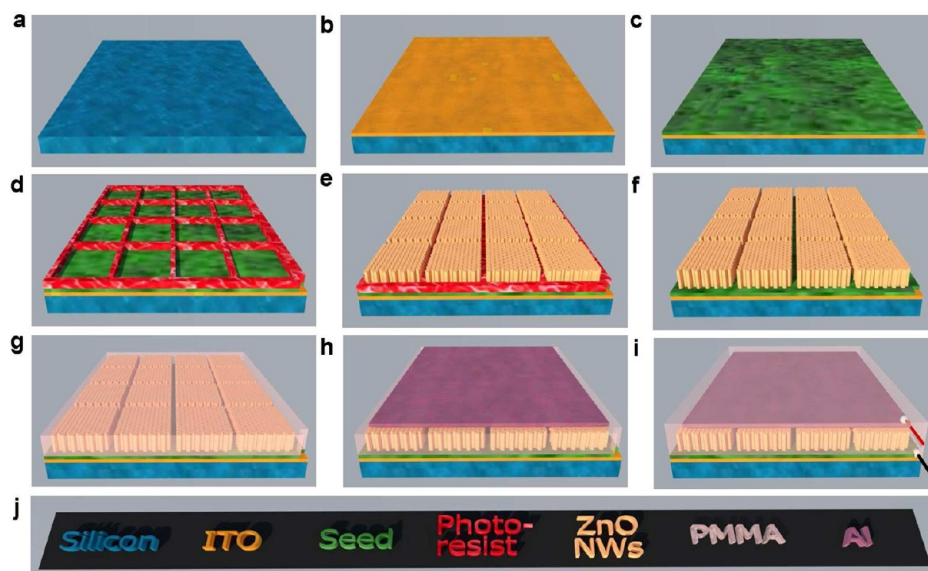 a
b
c
d
e
f
g
h
i
j
Silicon
ITO
Seed
Photo-
resist
ZnO
NWs
PMMA
Al